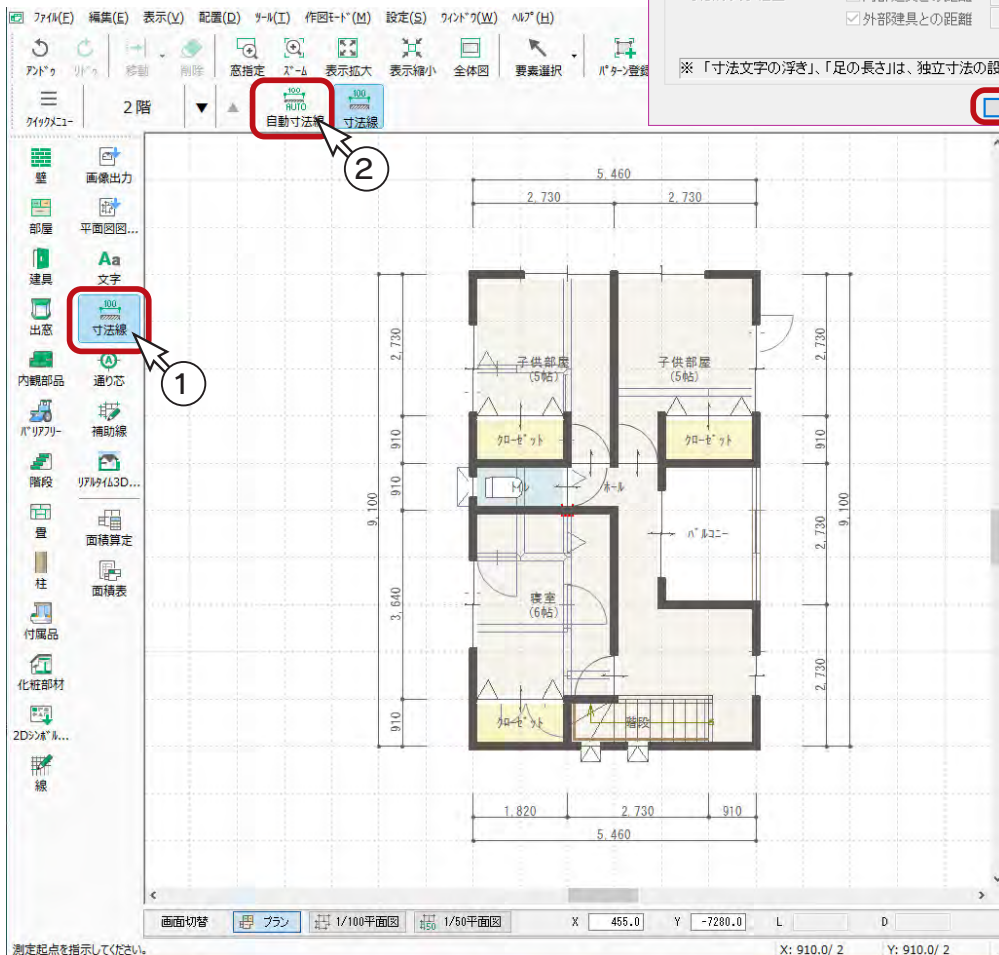 ファイル(F) 編集(E) 表示(V) 配置(D) ツール(T) 作図モード(M) 設定(S) ウィンドウ(W) ヘルプ(H)
外部建具との距離
アンドゥ リドゥ 移動 削除 窓指定 ズーム 表示拡大 表示縮小 全体図 要素選択 パターン登録
※「寸法文字の浮き」、「足の長さ」は、独立寸法の設
クイックメニュー 2階 ▼ ▲ AUTO 自動寸法線 100 寸法線
②
壁 画像出力
部屋 平面図図...
建具 Aa 文字
出窓 100 寸法線
①
内観部品 通り芯
バリアフリー 補助線
階段 リアルタイム3D...
畳 面積算定
柱 面積表
付属品
化粧部材
2Dシンボル...
線
5,460
2,730 2,730
2,730 2,730
子供部屋 子供部屋
(5帖) (5帖)
910 クローゼット クローゼット 910
910 トイレ ホール
9,100 バルコニー 2,730 9,100
3,640 寝室
(6帖)
2,730
910 クローゼット 階段
1,820 2,730 910
5,460
画面切替 プラン 1/100平面図 1/50平面図 X 455.0 Y -7280.0 L D
測定起点を指示してください。 X: 910.0/ 2 Y: 910.0/ 2